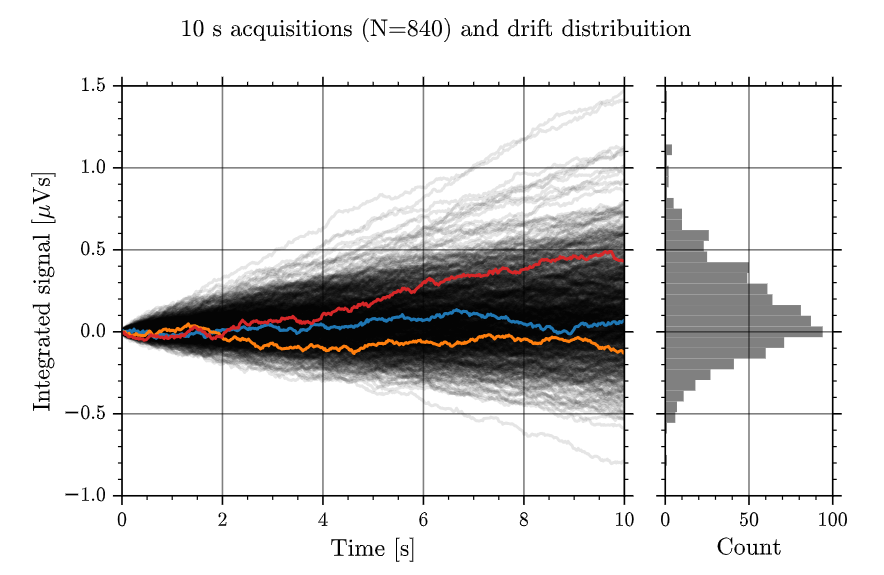 10 s acquisitions (N=840) and drift distribuition
1.5
1.0
0.5
0.0
−0.5
−1.0
Integrated signal [μVs]
0 2 4 6 8 10
Time [s]
0 50 100
Count